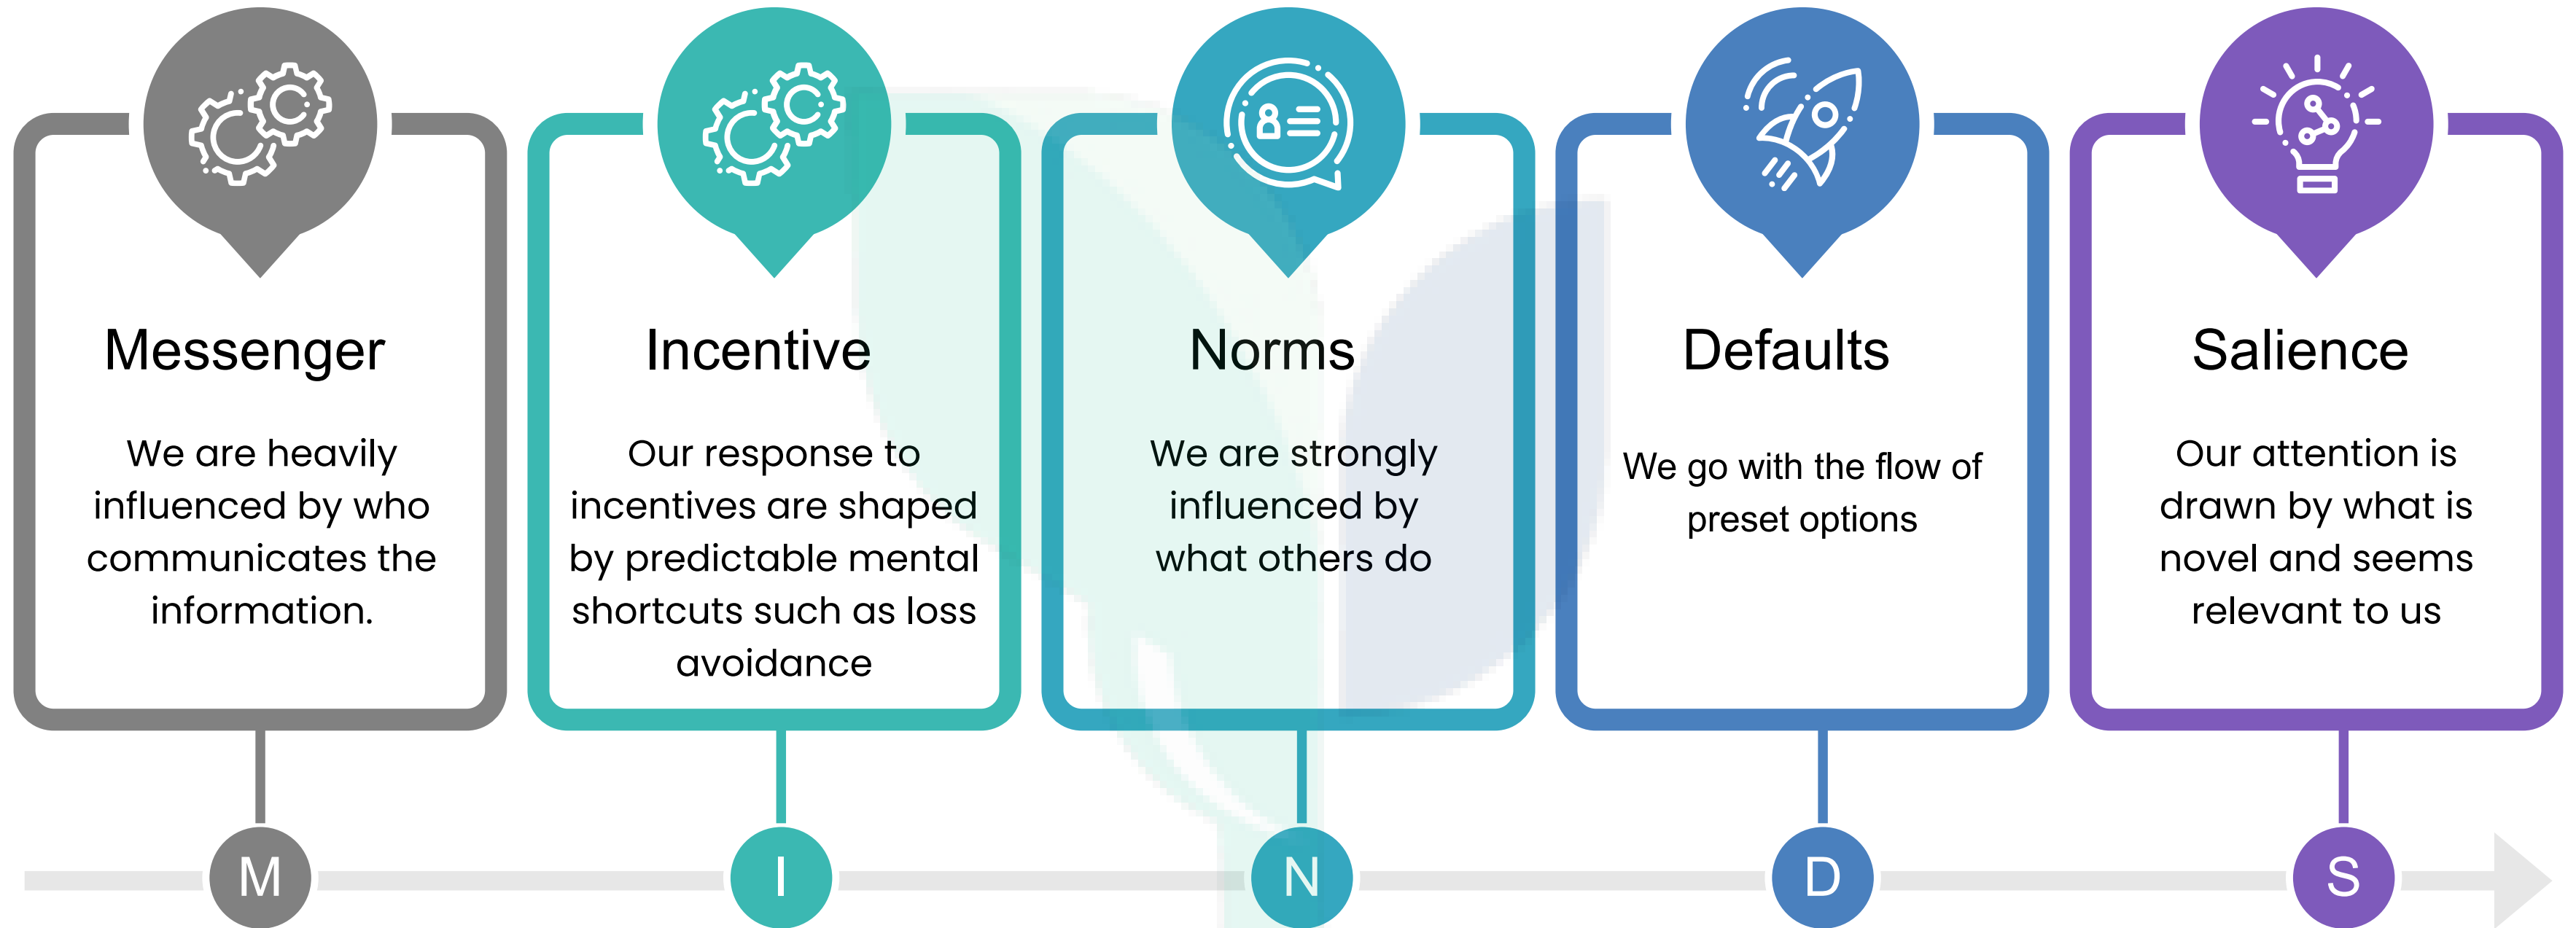 Messenger
We are heavily
influenced by who
communicates the
information.
Incentive
Our response to
incentives are shaped
by predictable mental
shortcuts such as loss
avoidance
Norms
We are strongly
influenced by
what others do
Defaults
We go with the flow of
preset options
Salience
Our attention is
drawn by what is
novel and seems
relevant to us
M
I
N
D
S